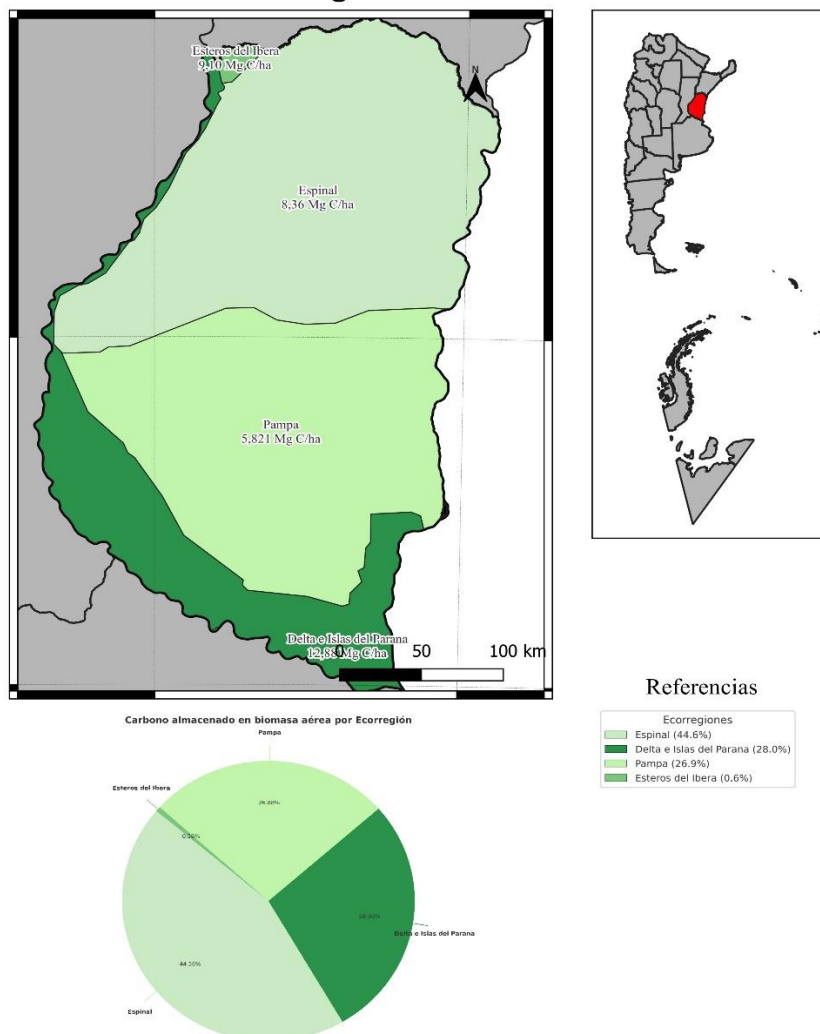 Esteros del Ibera
9,10 Mg C/ha
N
Espinal
8,36 Mg C/ha
Pampa
5,821 Mg C/ha
Delta e Islas del Parana
12,88 Mg C/ha
0 50 100 km
Referencias
Ecorregiones
Espinal (44.6%)
Delta e Islas del Parana (28.0%)
Pampa (26.9%)
Esteros del Ibera (0.6%)
Carbono almacenado en biomasa aérea por Ecorregión
Pampa
Esteros del Ibera
Delta e Islas del Parana
Espinal